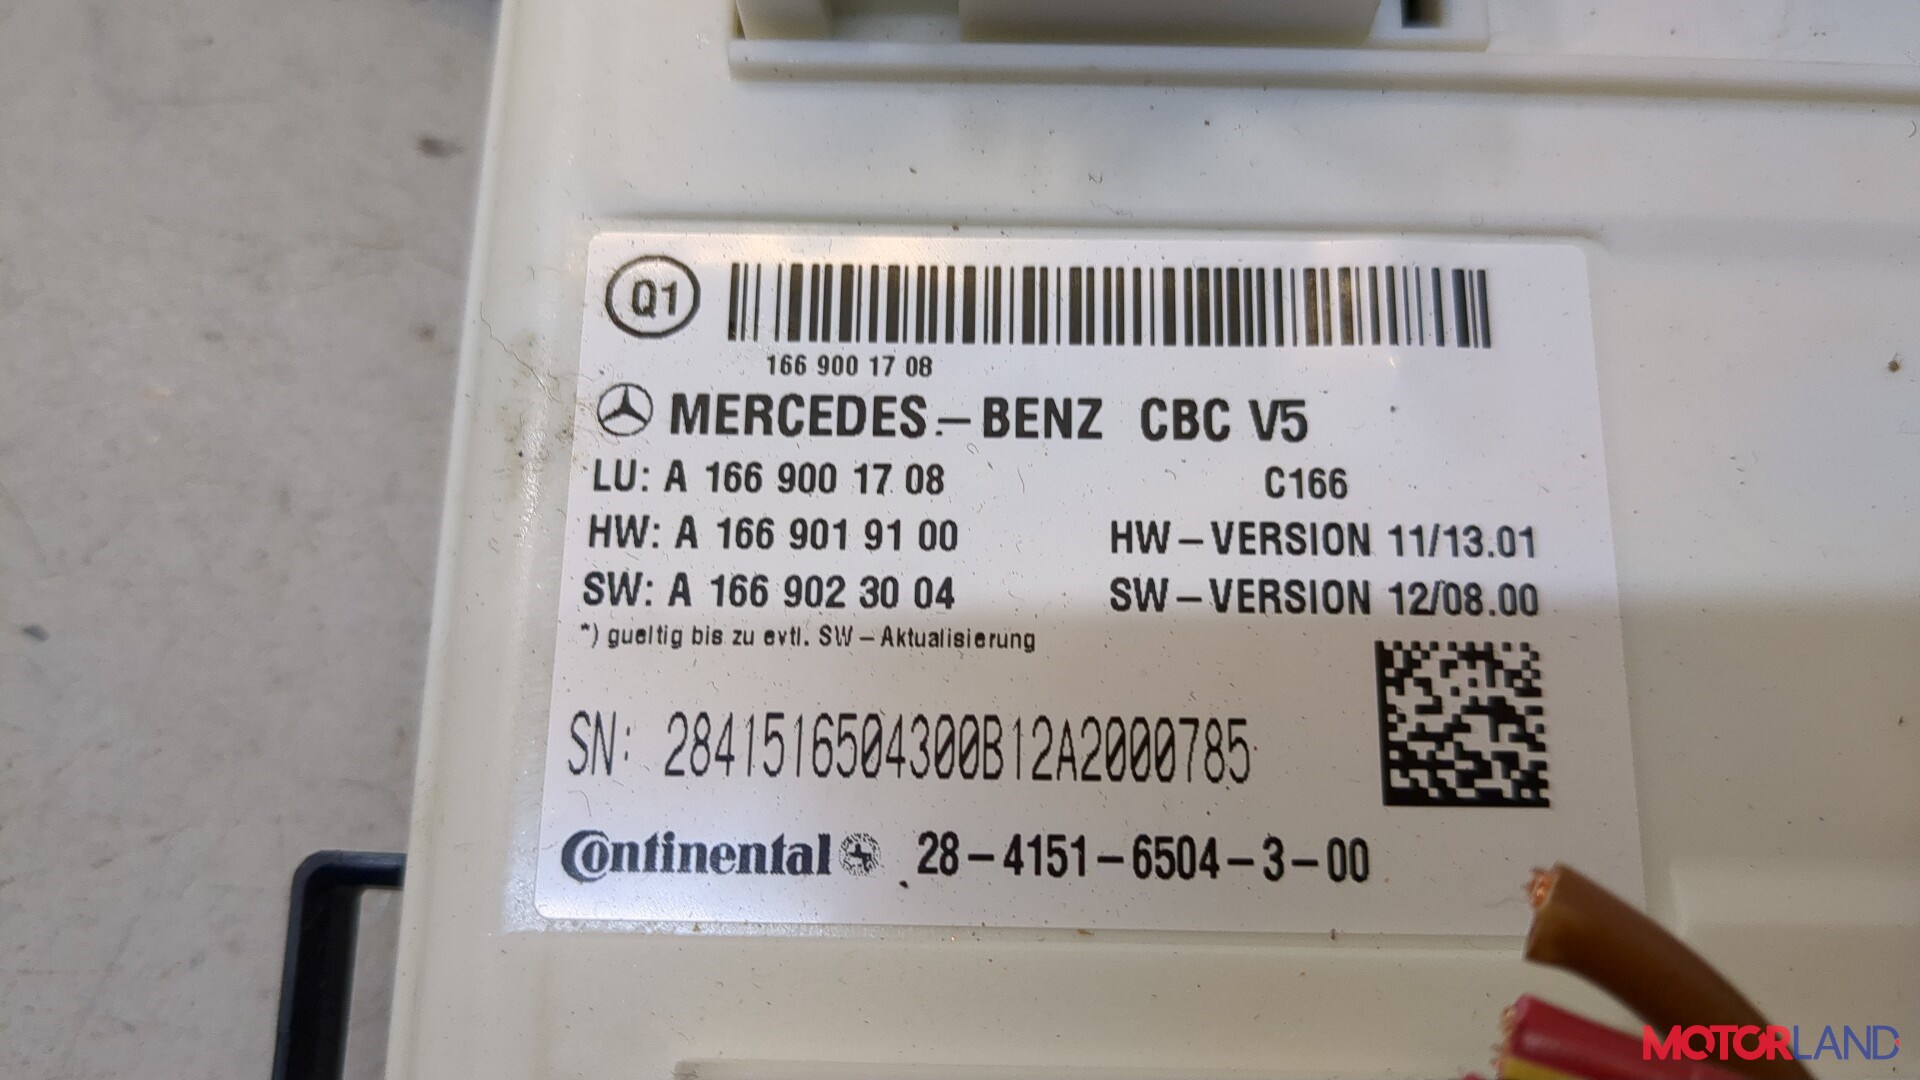 Q1
166 900 17 08
MERCEDES-BENZ CBC V5
LU: A 166 900 17 08 C166
HW: A 166 901 91 00 HW-VERSION 11/13.01
SW: A 166 902 30 04 SW-VERSION 12/08.00
*) gueltig bis zu evtl. SW-Aktualisierung
SN: 2841516504300B12A2000785
Continental 28-4151-6504-3-00
MOTORLAND